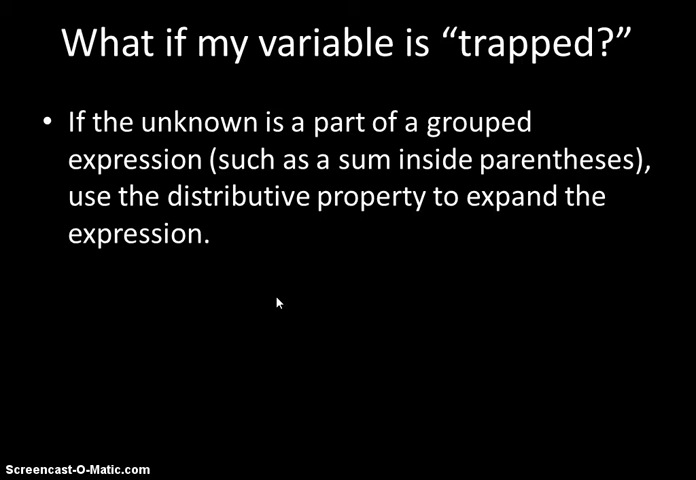 What if my variable is “trapped?”
• If the unknown is a part of a grouped
expression (such as a sum inside parentheses),
use the distributive property to expand the
expression.
Screencast-O-Matic.com